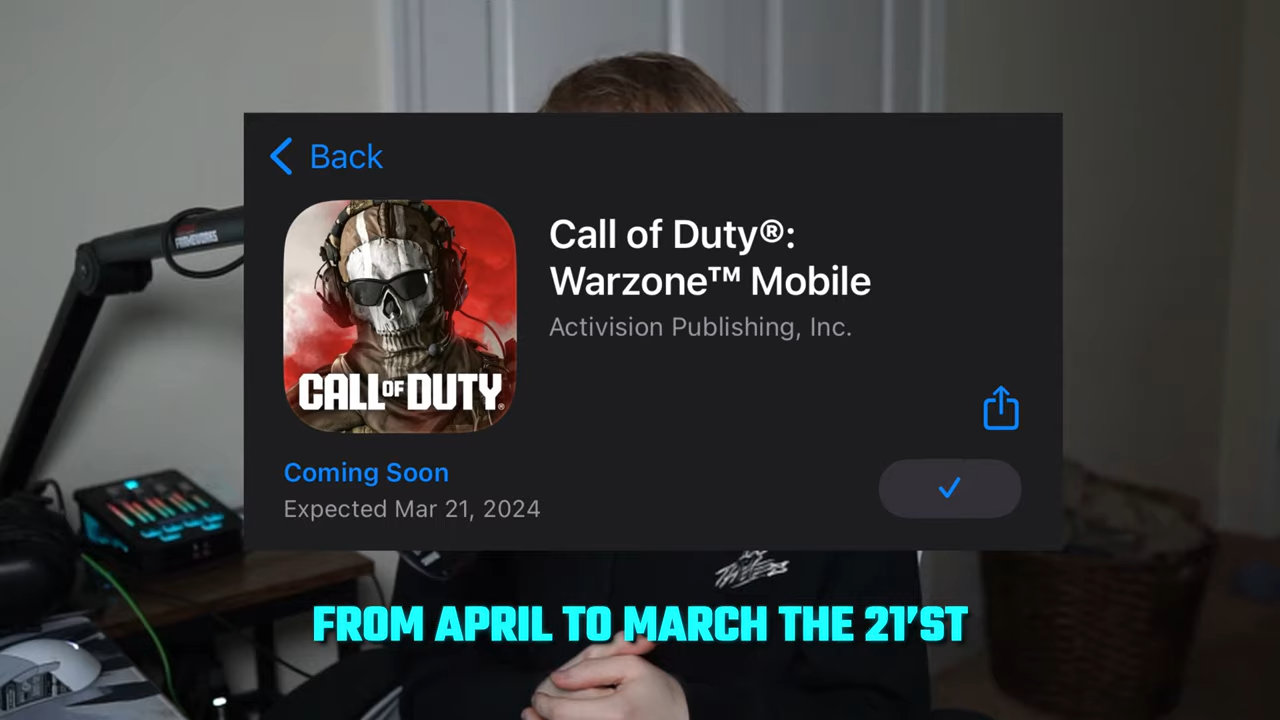 Back
Call of Duty®:
Warzone™ Mobile
Activision Publishing, Inc.
CALL OF DUTY®
Coming Soon
Expected Mar 21, 2024
FROM APRIL TO MARCH THE 21'ST